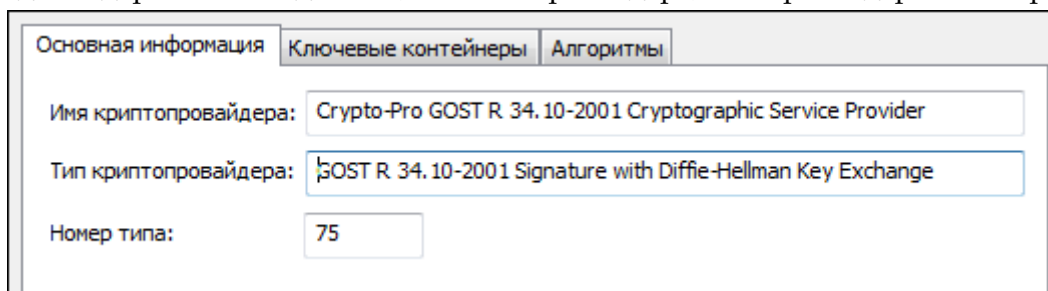 Основная информация Ключевые контейнеры Алгоритмы
Имя криптопровайдера: Crypto-Pro GOST R 34.10-2001 Cryptographic Service Provider
Тип криптопровайдера: GOST R 34.10-2001 Signature with Diffie-Hellman Key Exchange
Номер типа: 75